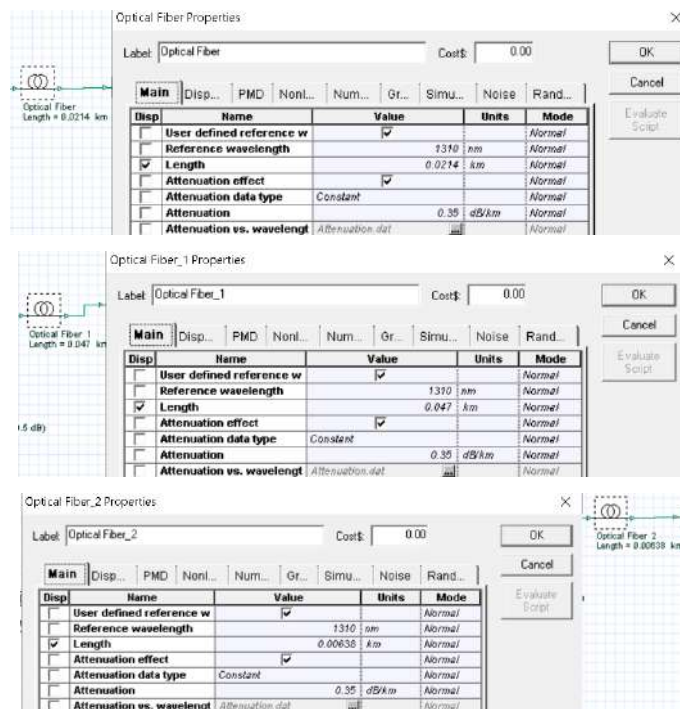 Optical Fiber Properties
Label: Optical Fiber Cost$: 0.00 OK
Main Disp... PMD Nonl... Num... Gr... Simu... Noise Rand... Cancel
Evaluate Script
Optical Fiber
Length = 0.0214 km
Disp Name Value Units Mode
User defined reference w Normal
Reference wavelength 1310 nm Normal
Length 0.0214 km Normal
Attenuation effect Normal
Attenuation data type Constant Normal
Attenuation 0.35 dB/km Normal
Attenuation vs. wavelengt Attenuation.dat ... Normal
Optical Fiber_1 Properties
Label: Optical Fiber_1 Cost$: 0.00 OK
Main Disp... PMD Nonl... Num... Gr... Simu... Noise Rand... Cancel
Evaluate Script
Optical Fiber 1
Length = 0.047 km
.5 dB)
Disp Name Value Units Mode
User defined reference w Normal
Reference wavelength 1310 nm Normal
Length 0.047 km Normal
Attenuation effect Normal
Attenuation data type Constant Normal
Attenuation 0.35 dB/km Normal
Attenuation vs. wavelengt Attenuation.dat ... Normal
Optical Fiber_2 Properties
Label: Optical Fiber_2 Cost$: 0.00 OK
Main Disp... PMD Nonl... Num... Gr... Simu... Noise Rand... Cancel
Evaluate Script
Optical Fiber 2
Length = 0.00638 km
Disp Name Value Units Mode
User defined reference w Normal
Reference wavelength 1310 nm Normal
Length 0.00638 km Normal
Attenuation effect Normal
Attenuation data type Constant Normal
Attenuation 0.35 dB/km Normal
Attenuation vs. wavelengt Attenuation.dat ... Normal